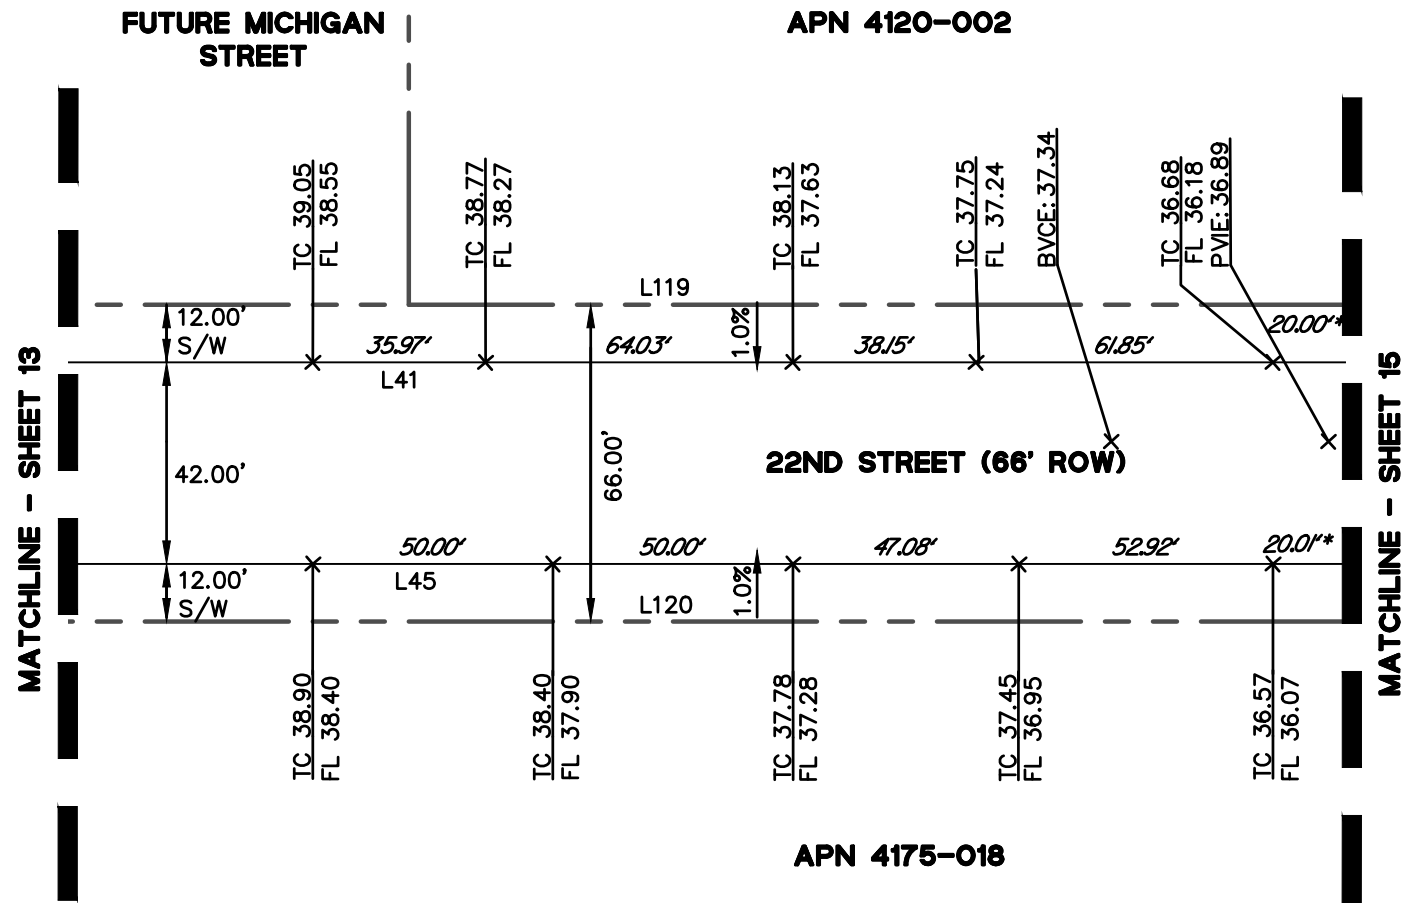 FUTURE MICHIGAN
STREET
APN 4120-002
TC 39.05
FL 38.55
TC 38.77
FL 38.27
TC 38.13
FL 37.63
TC 37.75
FL 37.24
BVCE: 37.34
TC 36.68
FL 36.18
PVIE: 36.89
L119
12.00'
S/W
35.97'
64.03'
1.0%
38.15'
61.85'
20.00'*
L41
MATCHLINE - SHEET 13
42.00'
66.00'
22ND STREET (66' ROW)
MATCHLINE - SHEET 15
50.00'
50.00'
47.08'
52.92'
20.01'*
12.00'
S/W
L45
L120
1.0%
TC 38.90
FL 38.40
TC 38.40
FL 37.90
TC 37.78
FL 37.28
TC 37.45
FL 36.95
TC 36.57
FL 36.07
APN 4175-018